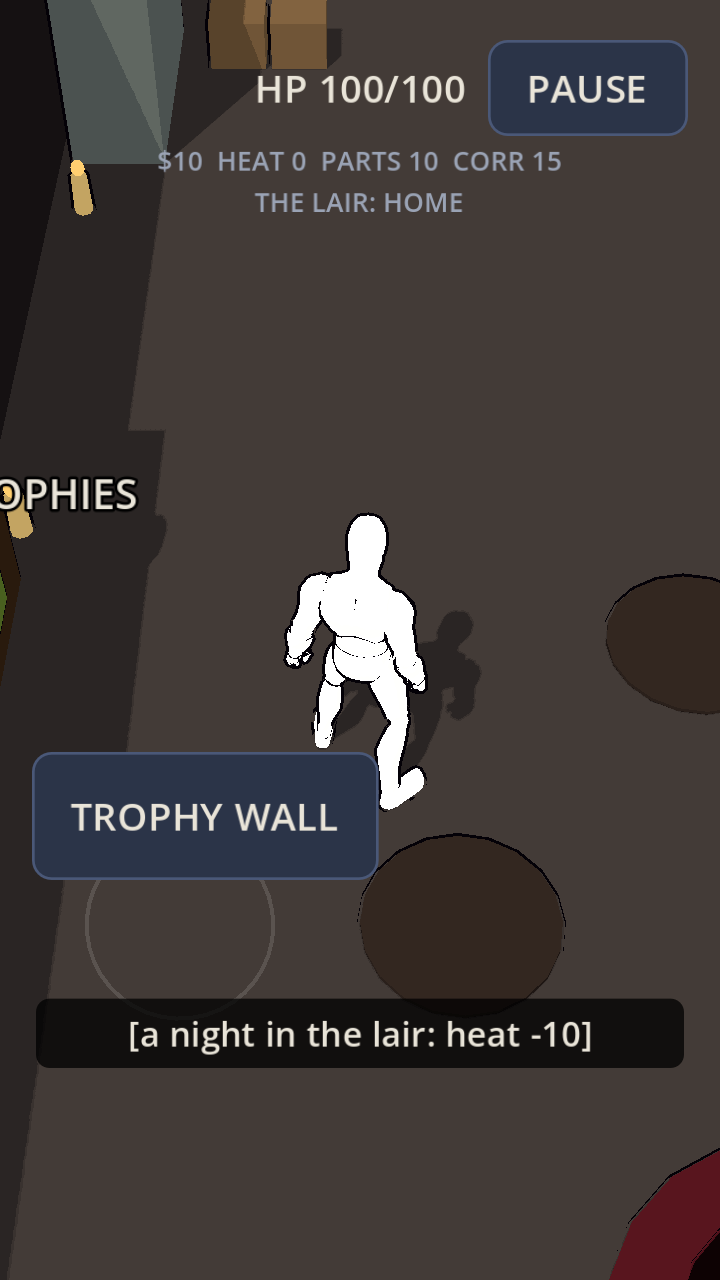 HP 100/100
PAUSE
$10 HEAT 0 PARTS 10 CORR 15
THE LAIR: HOME
OPHIES
TROPHY WALL
[a night in the lair: heat -10]